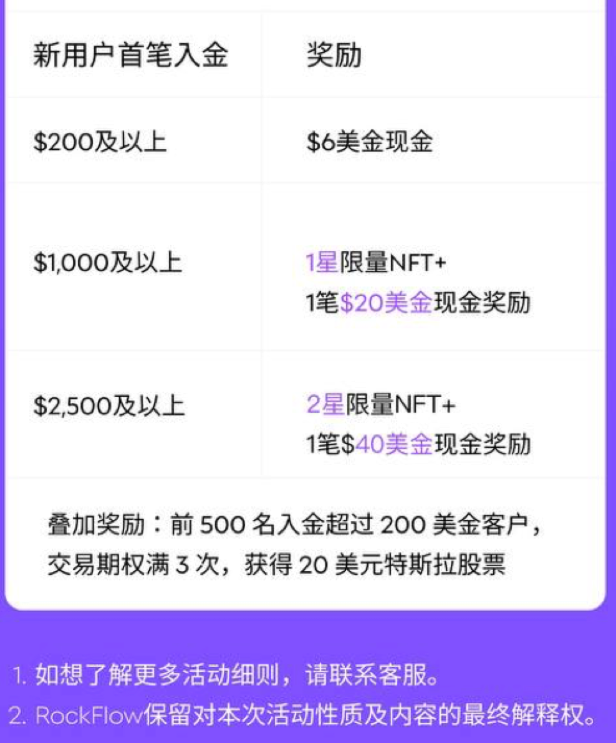 新用户首笔入金 奖励
$200及以上 $6美金现金
$1,000及以上 1星限量NFT+
1笔$20美金现金奖励
$2,500及以上 2星限量NFT+
1笔$40美金现金奖励
叠加奖励：前 500 名入金超过 200 美金客户，
交易期权满 3 次，获得 20 美元特斯拉股票
1. 如想了解更多活动细则，请联系客服。
2. RockFlow保留对本次活动性质及内容的最终解释权。